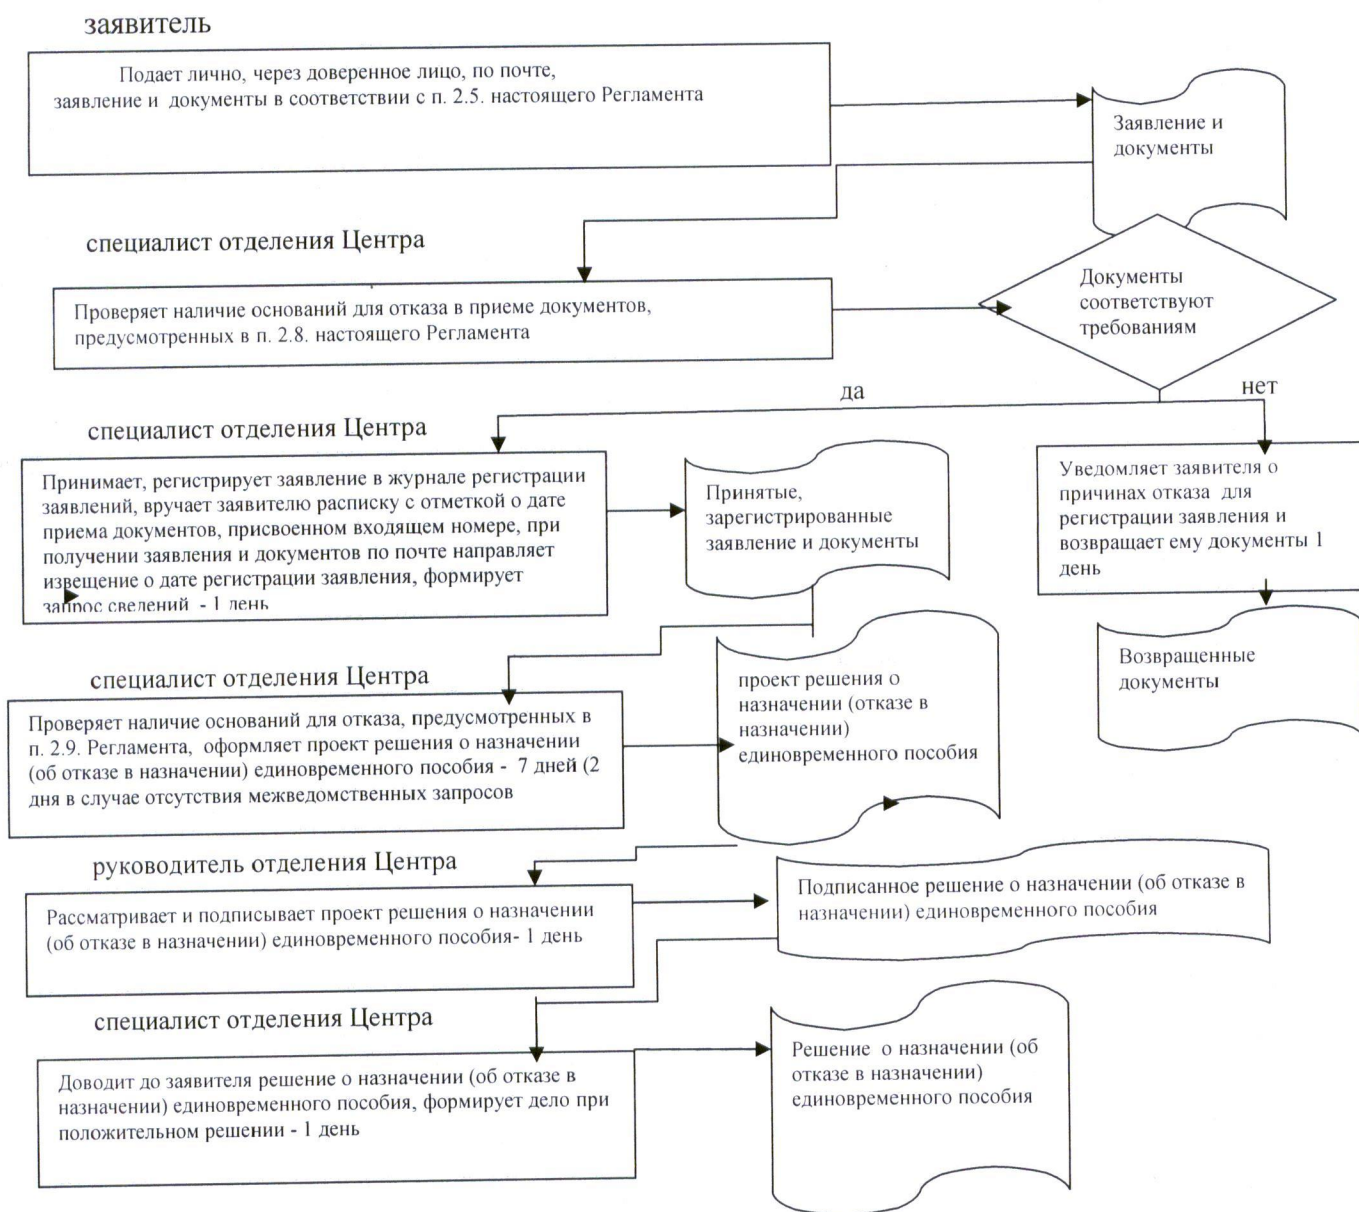 заявитель
Подает лично, через доверенное лицо, по почте,
заявление и документы в соответствии с п. 2.5. настоящего Регламента
Заявление и
документы
специалист отделения Центра
Проверяет наличие оснований для отказа в приеме документов,
предусмотренных в п. 2.8. настоящего Регламента
Документы
соответствуют
требованиям
да
нет
специалист отделения Центра
Принимает, регистрирует заявление в журнале регистрации
заявлений, вручает заявителю расписку с отметкой о дате
приема документов, присвоенном входящем номере, при
получении заявления и документов по почте направляет
извещение о дате регистрации заявления, формирует
запрос сведений - 1 день
Принятые,
зарегистрированные
заявление и документы
Уведомляет заявителя о
причинах отказа для
регистрации заявления и
возвращает ему документы 1
день
Возвращенные
документы
специалист отделения Центра
Проверяет наличие оснований для отказа, предусмотренных в
п. 2.9. Регламента, оформляет проект решения о назначении
(об отказе в назначении) единовременного пособия - 7 дней (2
дня в случае отсутствия межведомственных запросов
проект решения о
назначении (отказе в
назначении)
единовременного пособия
руководитель отделения Центра
Рассматривает и подписывает проект решения о назначении
(об отказе в назначении) единовременного пособия- 1 день
Подписанное решение о назначении (об отказе в
назначении) единовременного пособия
специалист отделения Центра
Доводит до заявителя решение о назначении (об отказе в
назначении) единовременного пособия, формирует дело при
положительном решении - 1 день
Решение о назначении (об
отказе в назначении)
единовременного пособия